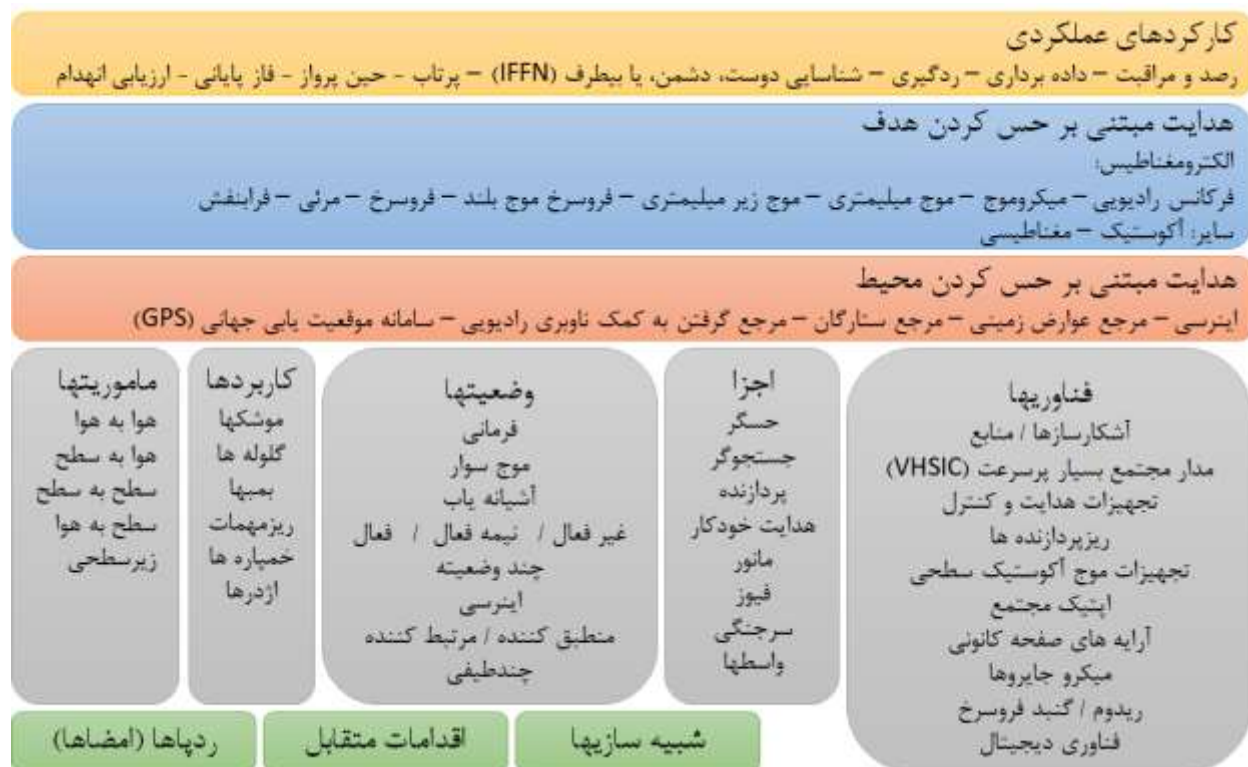 کارکردهای عملکردی
رصد و مراقبت – داده برداری – ردگیری – شناسایی دوست، دشمن، یا بیطرف (IFFN) – پرتاب - حین پرواز - فاز پایانی - ارزیابی انهدام
هدایت مبتنی بر حس کردن هدف
الکترومغناطیس:
فرکانس رادیویی – میکروموج – موج میلیمتری – موج زیر میلیمتری – فروسرخ موج بلند – فروسرخ – مرئی – فرابنفش
سایر: آکوستیک – مغناطیسی
هدایت مبتنی بر حس کردن محیط
اینرسی – مرجع عوارض زمینی – مرجع ستارگان – مرجع گرفتن به کمک ناوبری رادیویی – سامانه موقعیت یابی جهانی (GPS)
فناوریها
آشکارسازها / منابع
مدار مجتمع بسیار پرسرعت (VHSIC)
تجهیزات هدایت و کنترل
ریزپردازنده ها
تجهیزات موج آکوستیک سطحی
اپتیک مجتمع
آرایه های صفحه کانونی
میکرو جایروها
ریدوم / گنبد فروسرخ
فناوری دیجیتال
اجزا
حسگر
جستجوگر
پردازنده
هدایت خودکار
مانور
فیوز
سرجنگی
واسطها
وضعیتها
فرمانی
موج سوار
آشیانه یاب
غیر فعال / نیمه فعال / فعال
چند وضعیته
اینرسی
منطبق کننده / مرتبط کننده
چندطیفی
کاربردها
موشکها
گلوله ها
بمبها
ریزمهمات
خمپاره ها
اژدرها
ماموریتها
هوا به هوا
هوا به سطح
سطح به سطح
سطح به هوا
زیرسطحی
شبیه سازیها
اقدامات متقابل
ردپاها (امضاها)